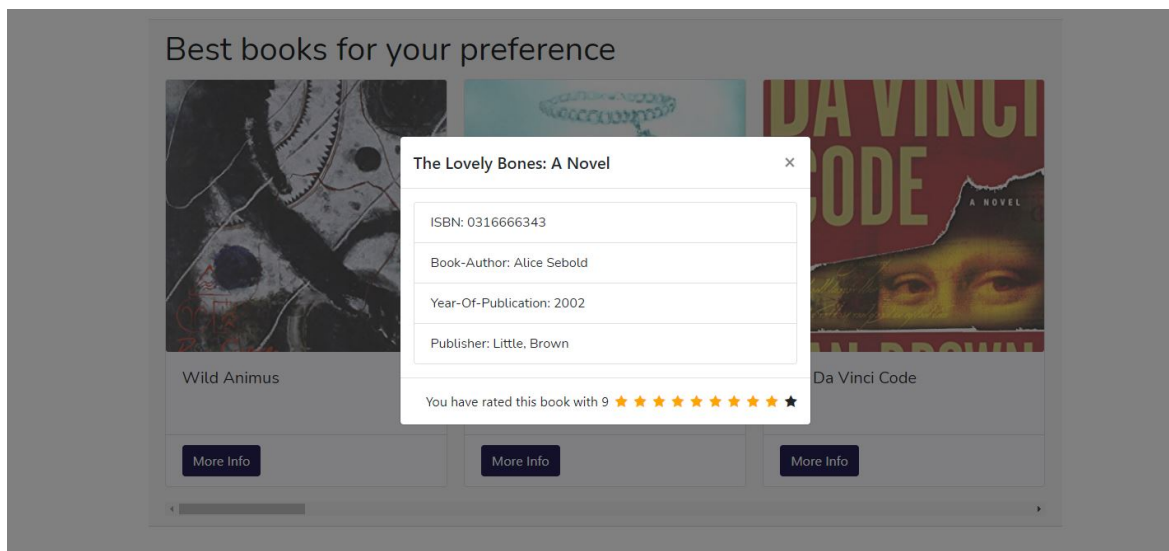 Best books for your preference
DA VINCI
CODE
A NOVEL
The Lovely Bones: A Novel
×
ISBN: 0316666343
Book-Author: Alice Sebold
Year-Of-Publication: 2002
Publisher: Little, Brown
You have rated this book with 9
Wild Animus
Da Vinci Code
More Info
More Info
More Info